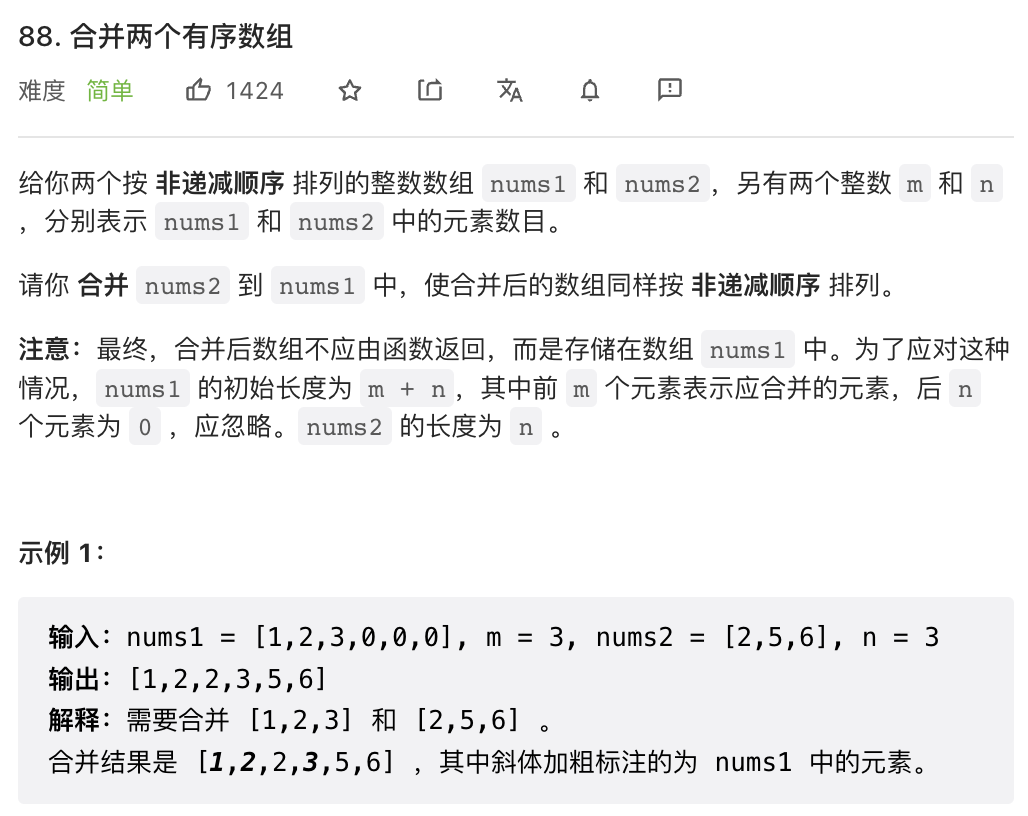 88. 合并两个有序数组
难度 简单 1424
给你两个按 非递减顺序 排列的整数数组 nums1 和 nums2，另有两个整数 m 和 n
，分别表示 nums1 和 nums2 中的元素数目。
请你 合并 nums2 到 nums1 中，使合并后的数组同样按 非递减顺序 排列。
注意：最终，合并后数组不应由函数返回，而是存储在数组 nums1 中。为了应对这种
情况，nums1 的初始长度为 m + n，其中前 m 个元素表示应合并的元素，后 n
个元素为 0 ，应忽略。nums2 的长度为 n 。
示例 1：
输入：nums1 = [1,2,3,0,0,0], m = 3, nums2 = [2,5,6], n = 3
输出：[1,2,2,3,5,6]
解释：需要合并 [1,2,3] 和 [2,5,6] 。
合并结果是 [1,2,2,3,5,6] ，其中斜体加粗标注的为 nums1 中的元素。